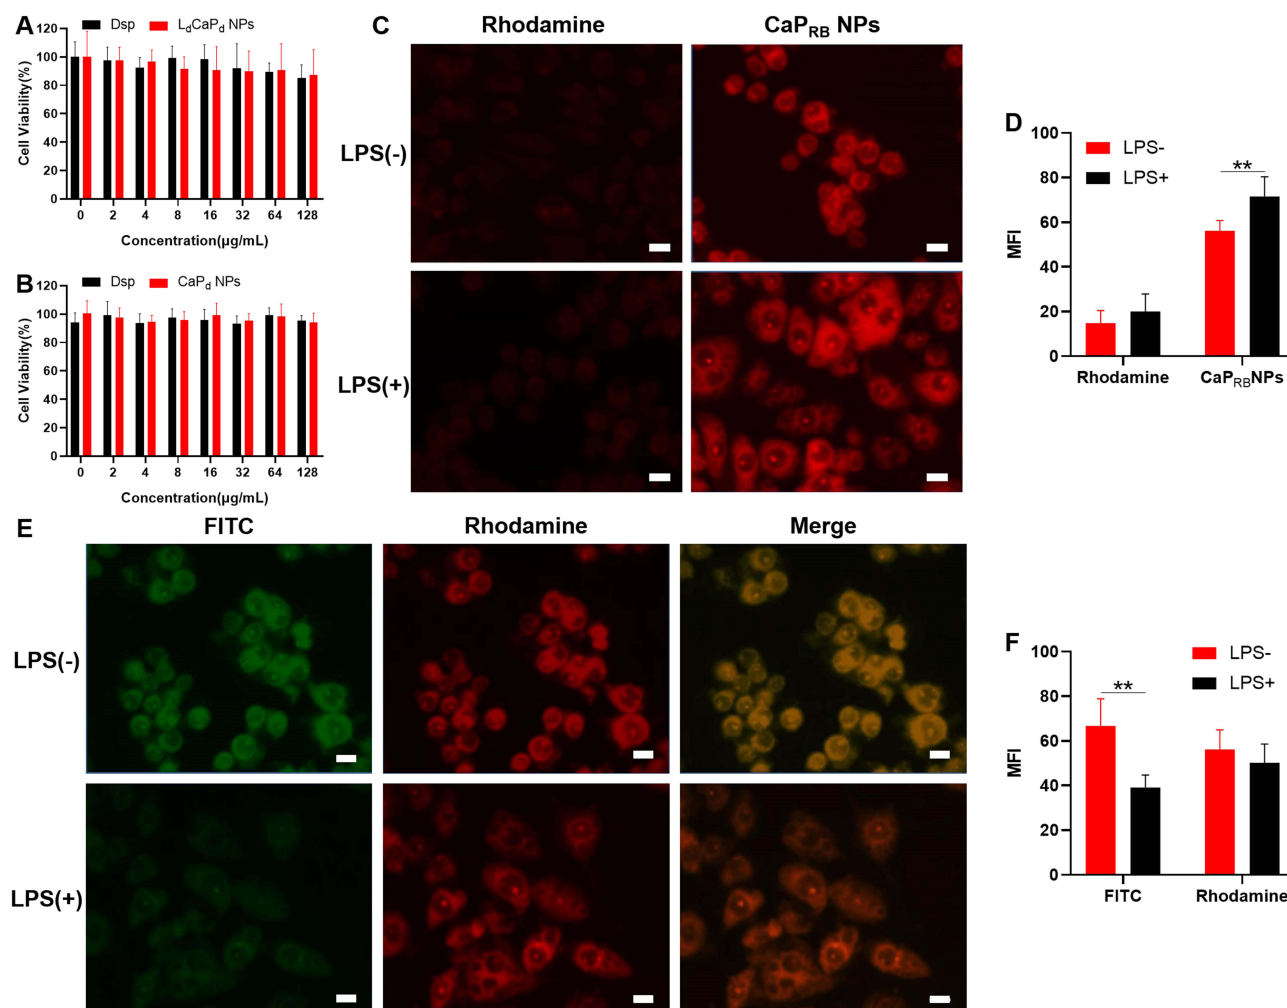 A
Dsp LdCaPd NPs
Cell Viability(%)
120
100
80
60
40
20
0
0 2 4 8 16 32 64 128
Concentration(µg/mL)
B
Dsp CaPd NPs
Cell Viability(%)
120
100
80
60
40
20
0
0 2 4 8 16 32 64 128
Concentration(µg/mL)
C
Rhodamine CaPRB NPs
LPS(-)
LPS(+)
D
LPS-
LPS+
**
MFI
100
80
60
40
20
0
Rhodamine CaPRBNPs
E
FITC Rhodamine Merge
LPS(-)
LPS(+)
F
LPS-
LPS+
**
MFI
100
80
60
40
20
0
FITC Rhodamine